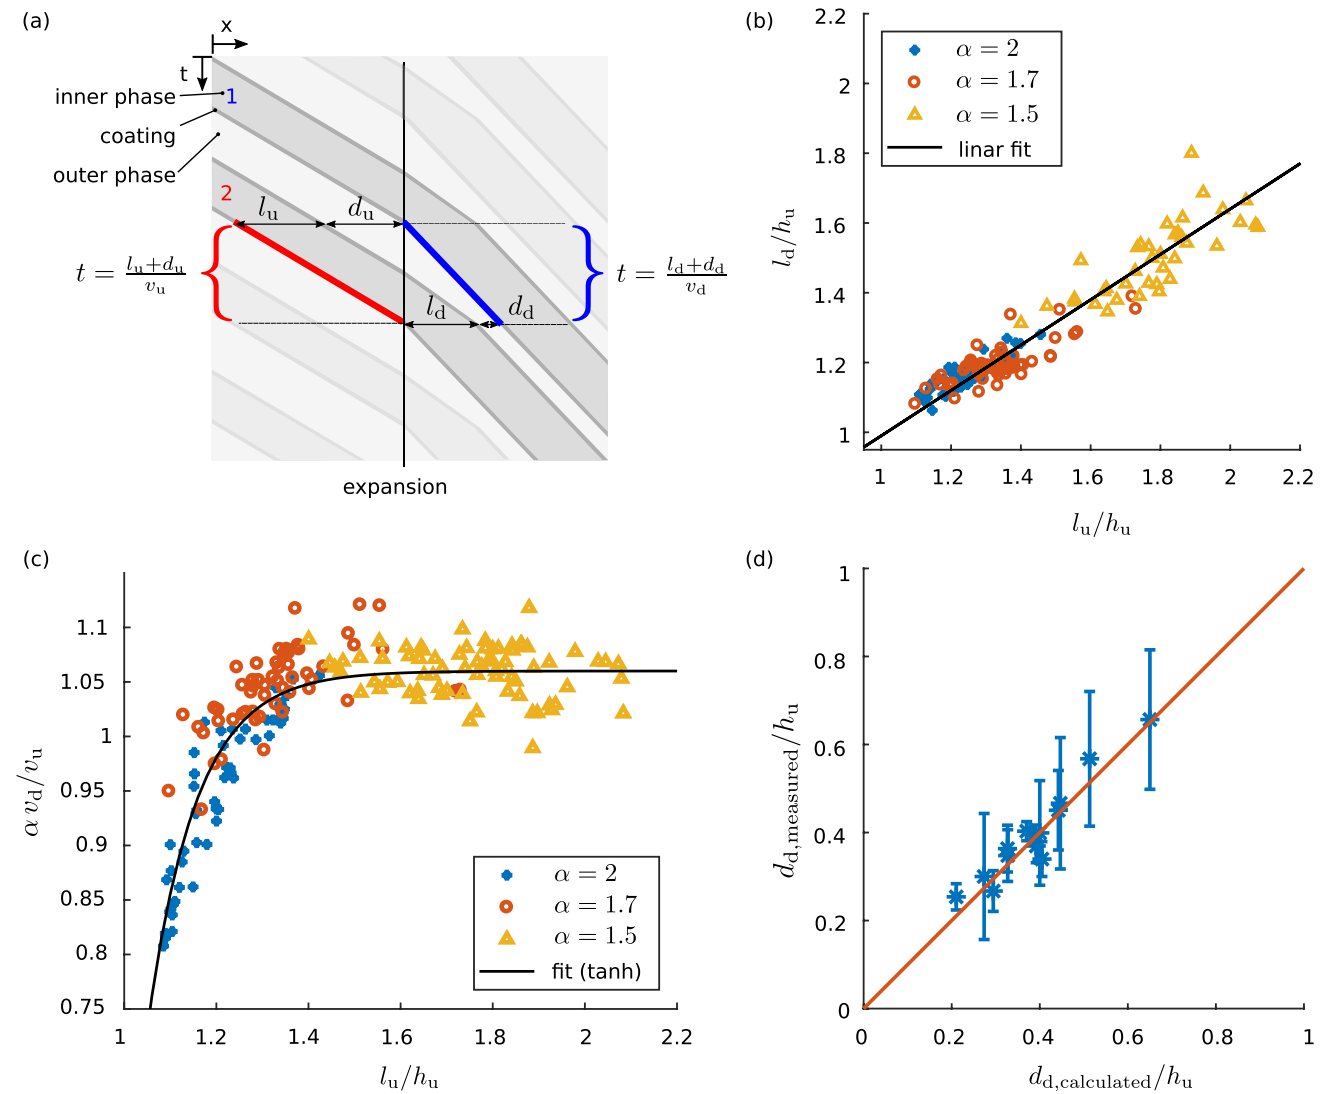 (a)
x
t
inner phase
1
coating
outer phase
2
l_u
d_u
t = (l_u+d_u)/v_u
t = (l_d+d_d)/v_d
l_d
d_d
expansion
(b)
2.2
2
1.8
1.6
1.4
1.2
1
l_d/h_u
α = 2
α = 1.7
α = 1.5
linar fit
1 1.2 1.4 1.6 1.8 2 2.2
l_u/h_u
(c)
1.1
1.05
1
0.95
0.9
0.85
0.8
0.75
α v_d/v_u
α = 2
α = 1.7
α = 1.5
fit (tanh)
1 1.2 1.4 1.6 1.8 2 2.2
l_u/h_u
(d)
1
0.8
0.6
0.4
0.2
0
d_d,measured/h_u
0 0.2 0.4 0.6 0.8 1
d_d,calculated/h_u